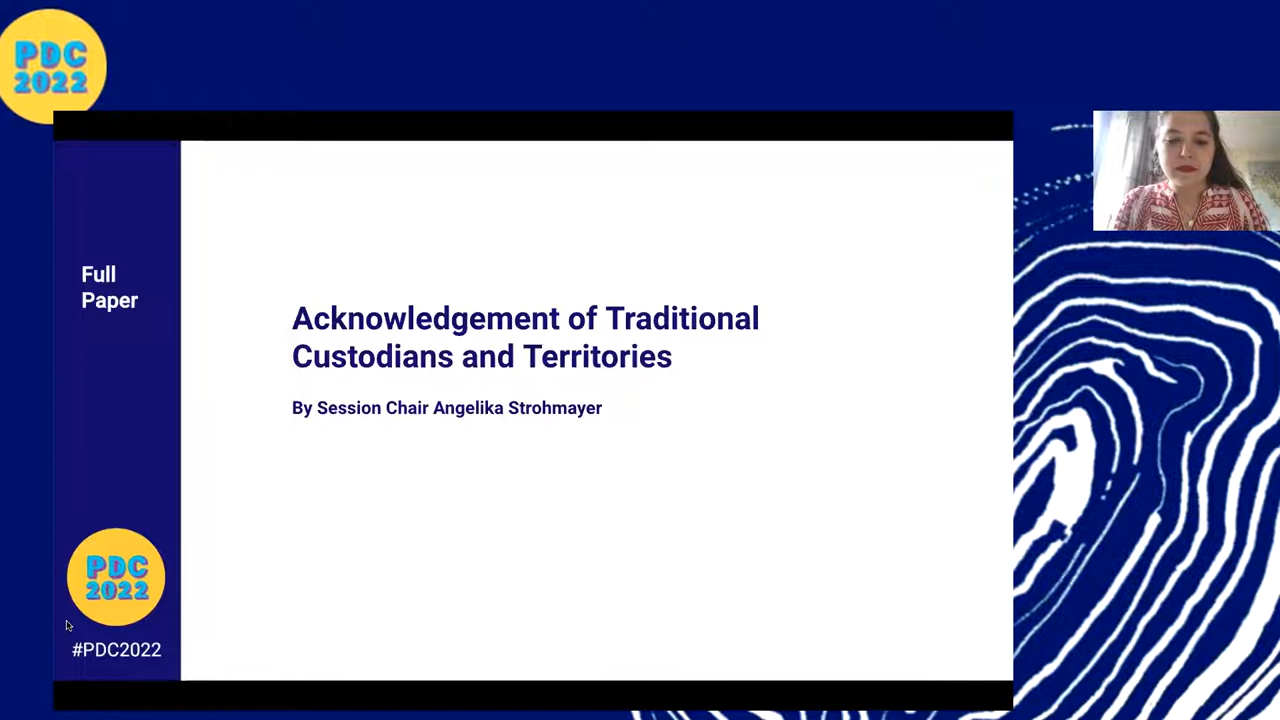 PDC
2022
Full
Paper
Acknowledgement of Traditional
Custodians and Territories
By Session Chair Angelika Strohmayer
PDC
2022
#PDC2022